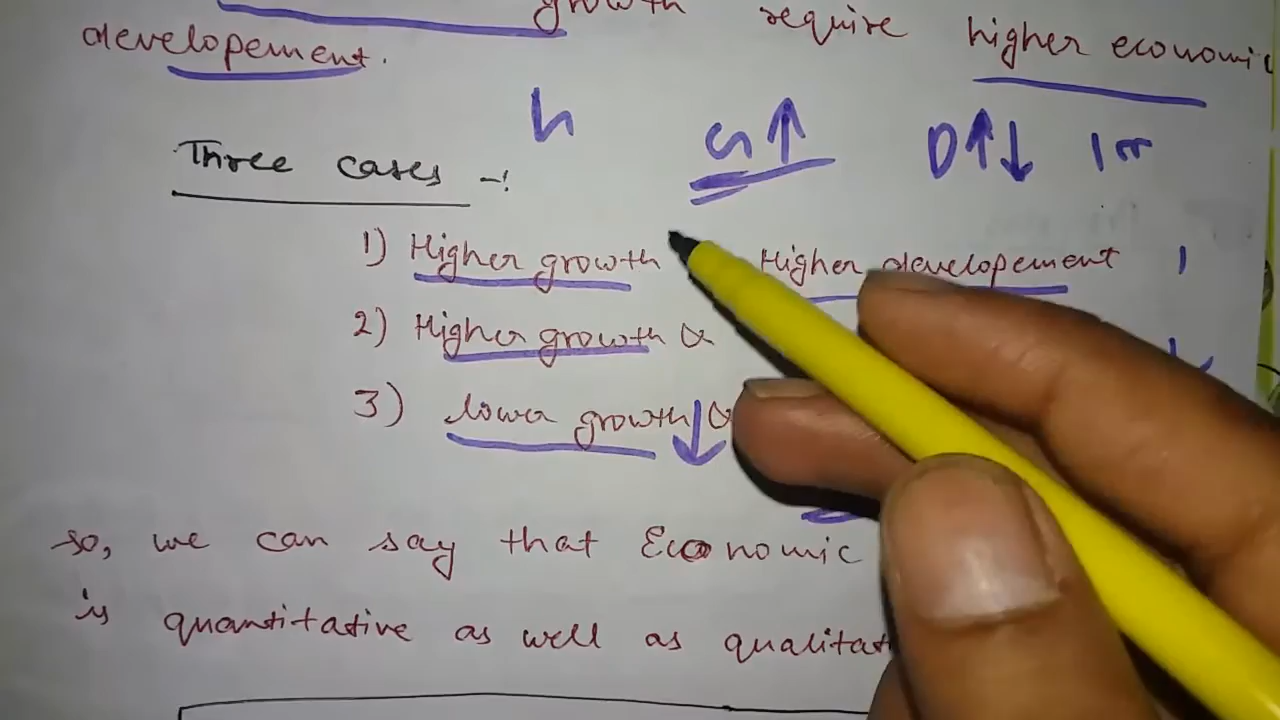 growth require higher economic
developement.
G↑ D↑↓
Three cases -:
1) Higher growth Higher developement
2) Higher growth &
3) lower growth ↓ &
so, we can say that Economic
is quantitative as well as qualitat